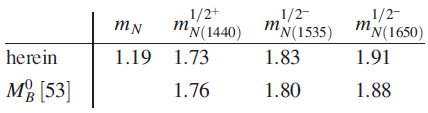 m_N m_{N(1440)}^{1/2+} m_{N(1535)}^{1/2-} m_{N(1650)}^{1/2-}
herein 1.19 1.73 1.83 1.91
M_B^0 [53] 1.76 1.80 1.88